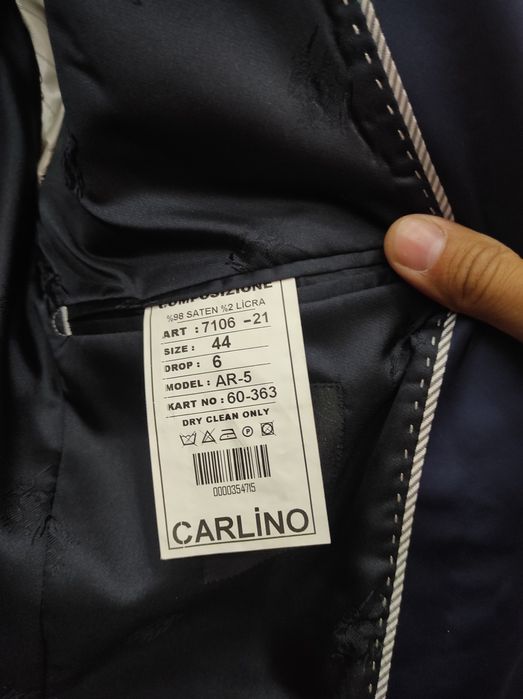 COMPOSIZIONE
%98 SATEN %2 LİCRA
ART : 7106 -21
SIZE : 44
DROP : 6
MODEL : AR-5
KART NO : 60-363
DRY CLEAN ONLY
P
0000354715
CARLİNO